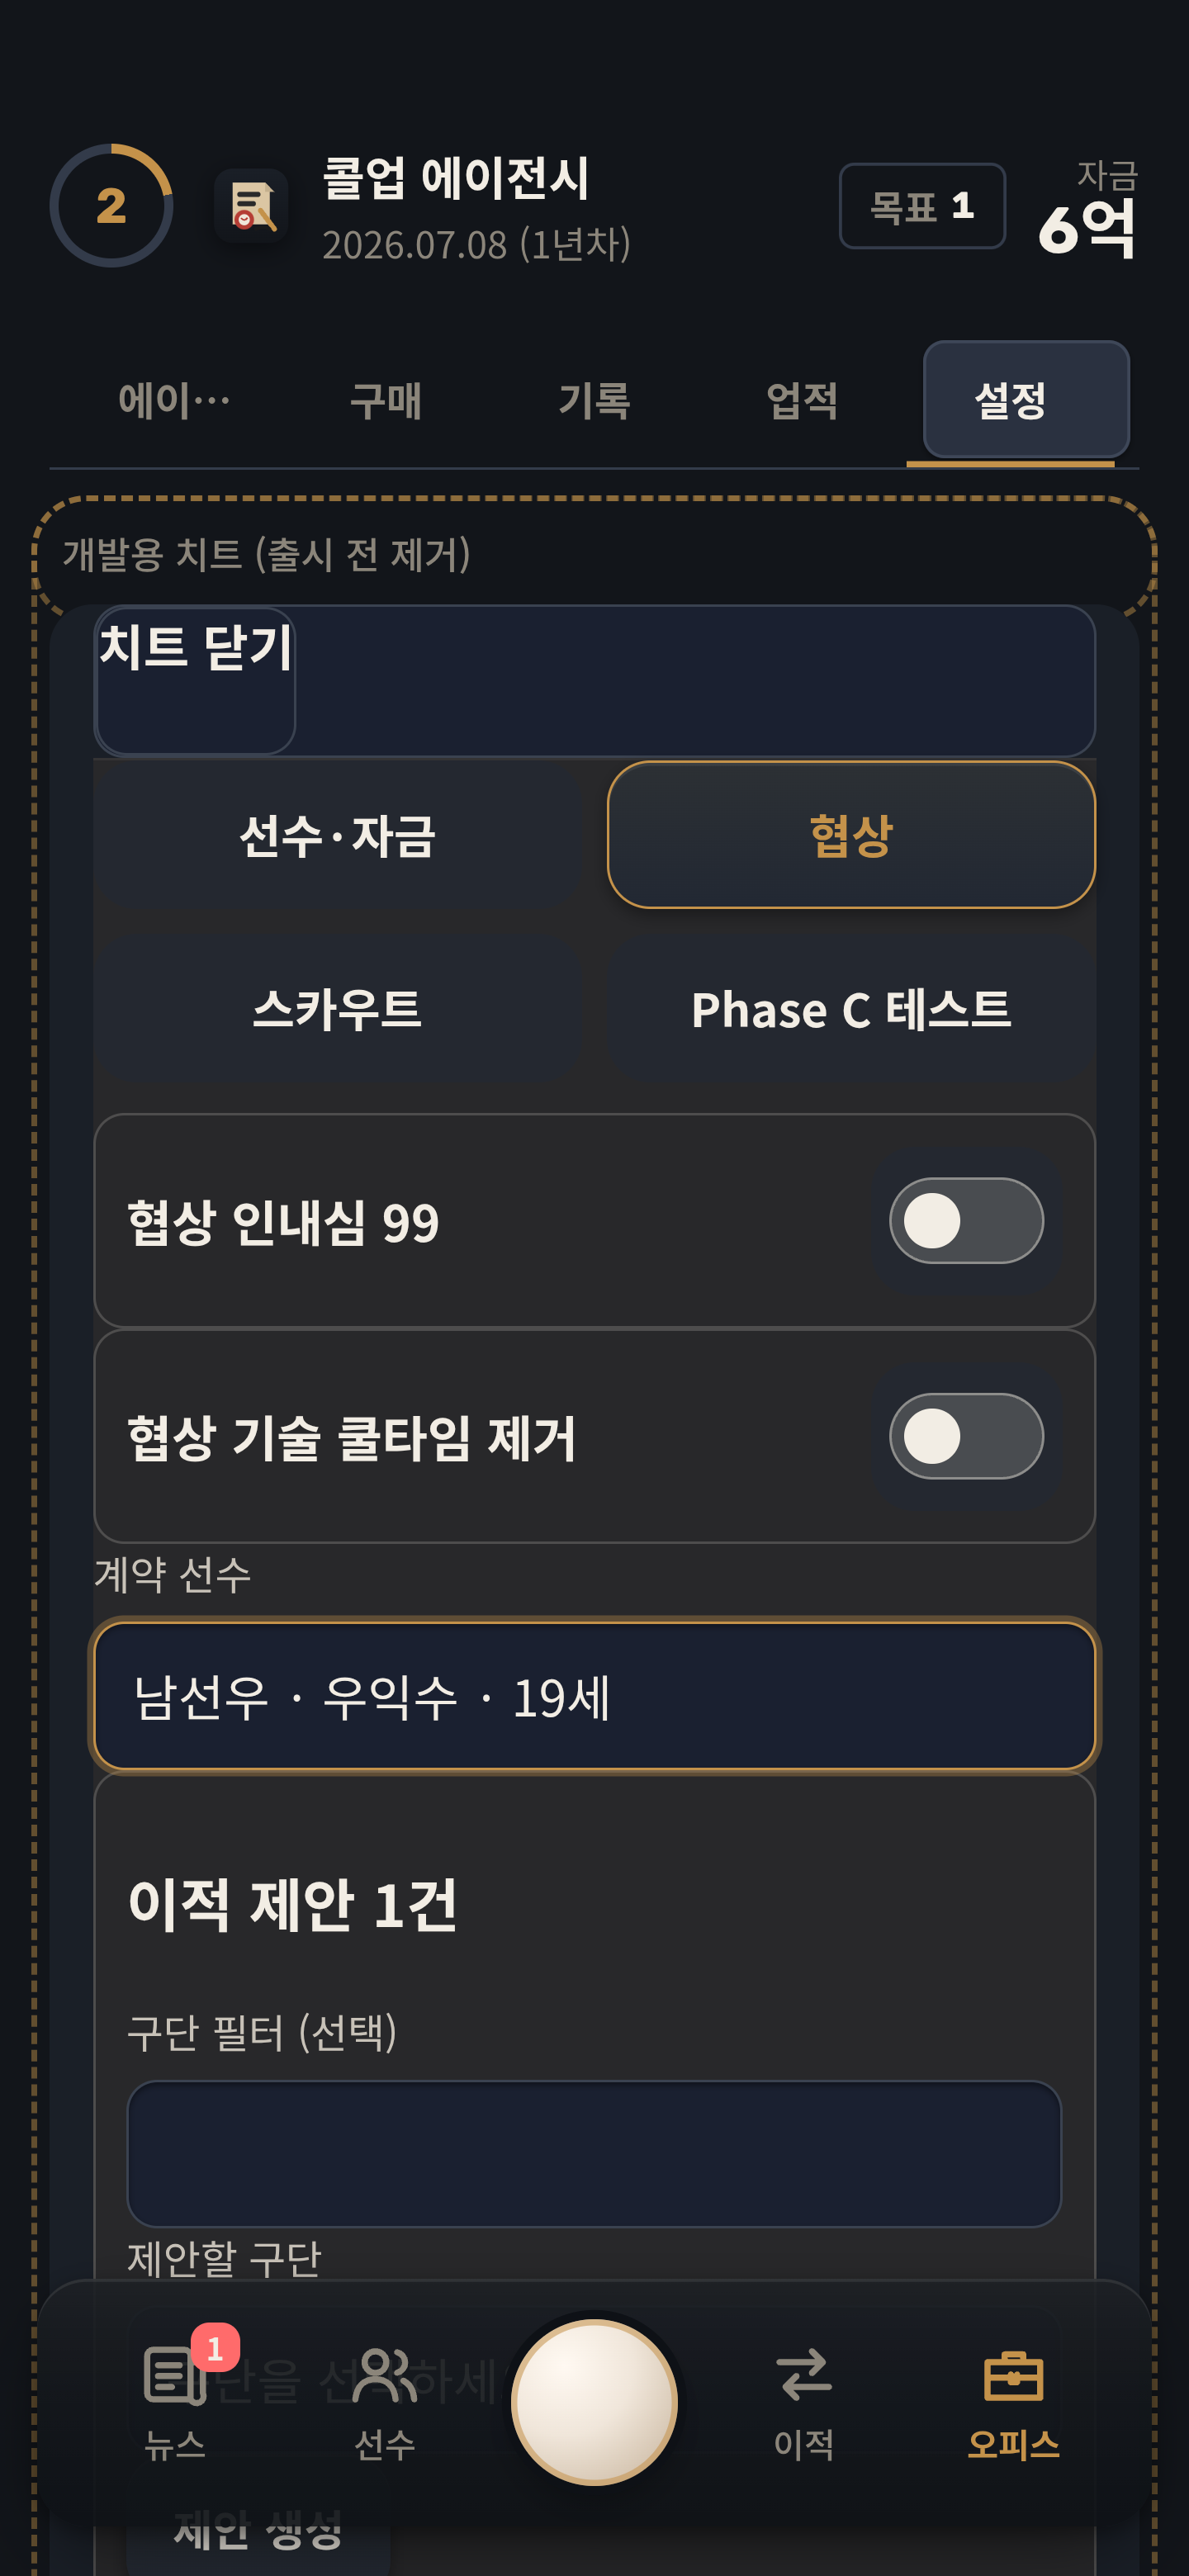 2
콜업 에이전시
2026.07.08 (1년차)
목표 1
자금
6억
에이…
구매
기록
업적
설정
개발용 치트 (출시 전 제거)
치트 닫기
선수·자금
협상
스카우트
Phase C 테스트
협상 인내심 99
협상 기술 쿨타임 제거
계약 선수
남선우 · 우익수 · 19세
이적 제안 1건
구단 필터 (선택)
제안할 구단
1
뉴스
선수
이적
오피스
제안 생성